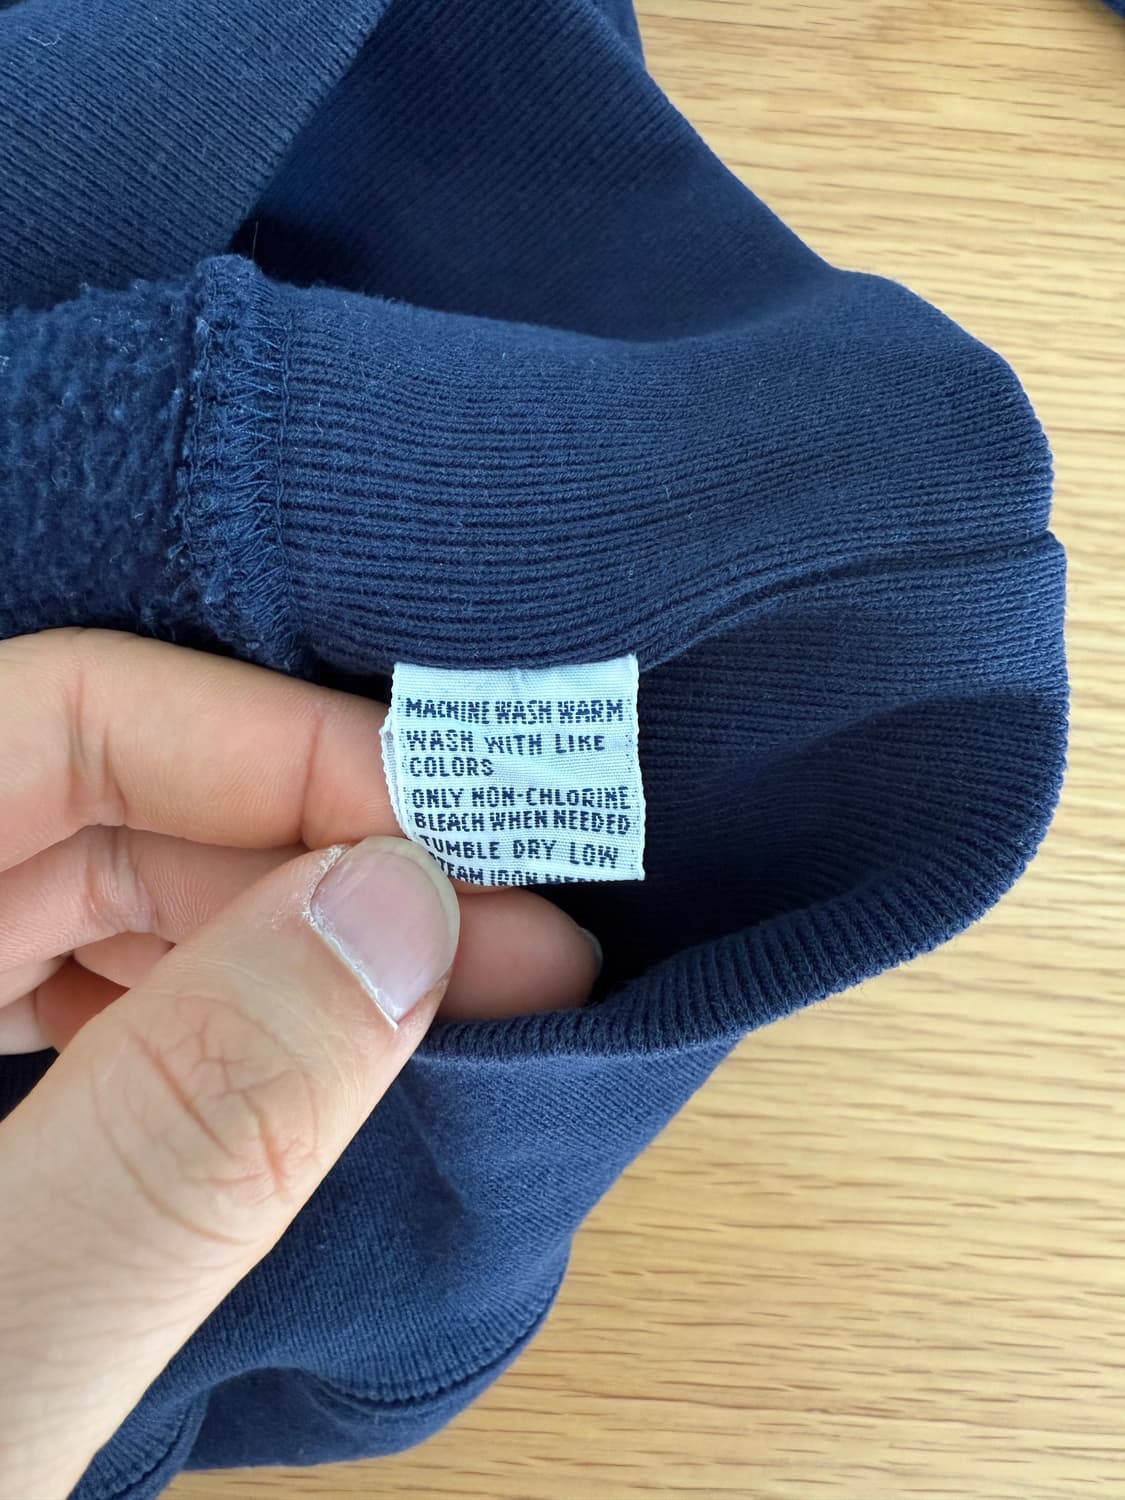 MACHINE WASH WARM
WASH WITH LIKE
COLORS
ONLY NON-CHLORINE
BLEACH WHEN NEEDED
TUMBLE DRY LOW